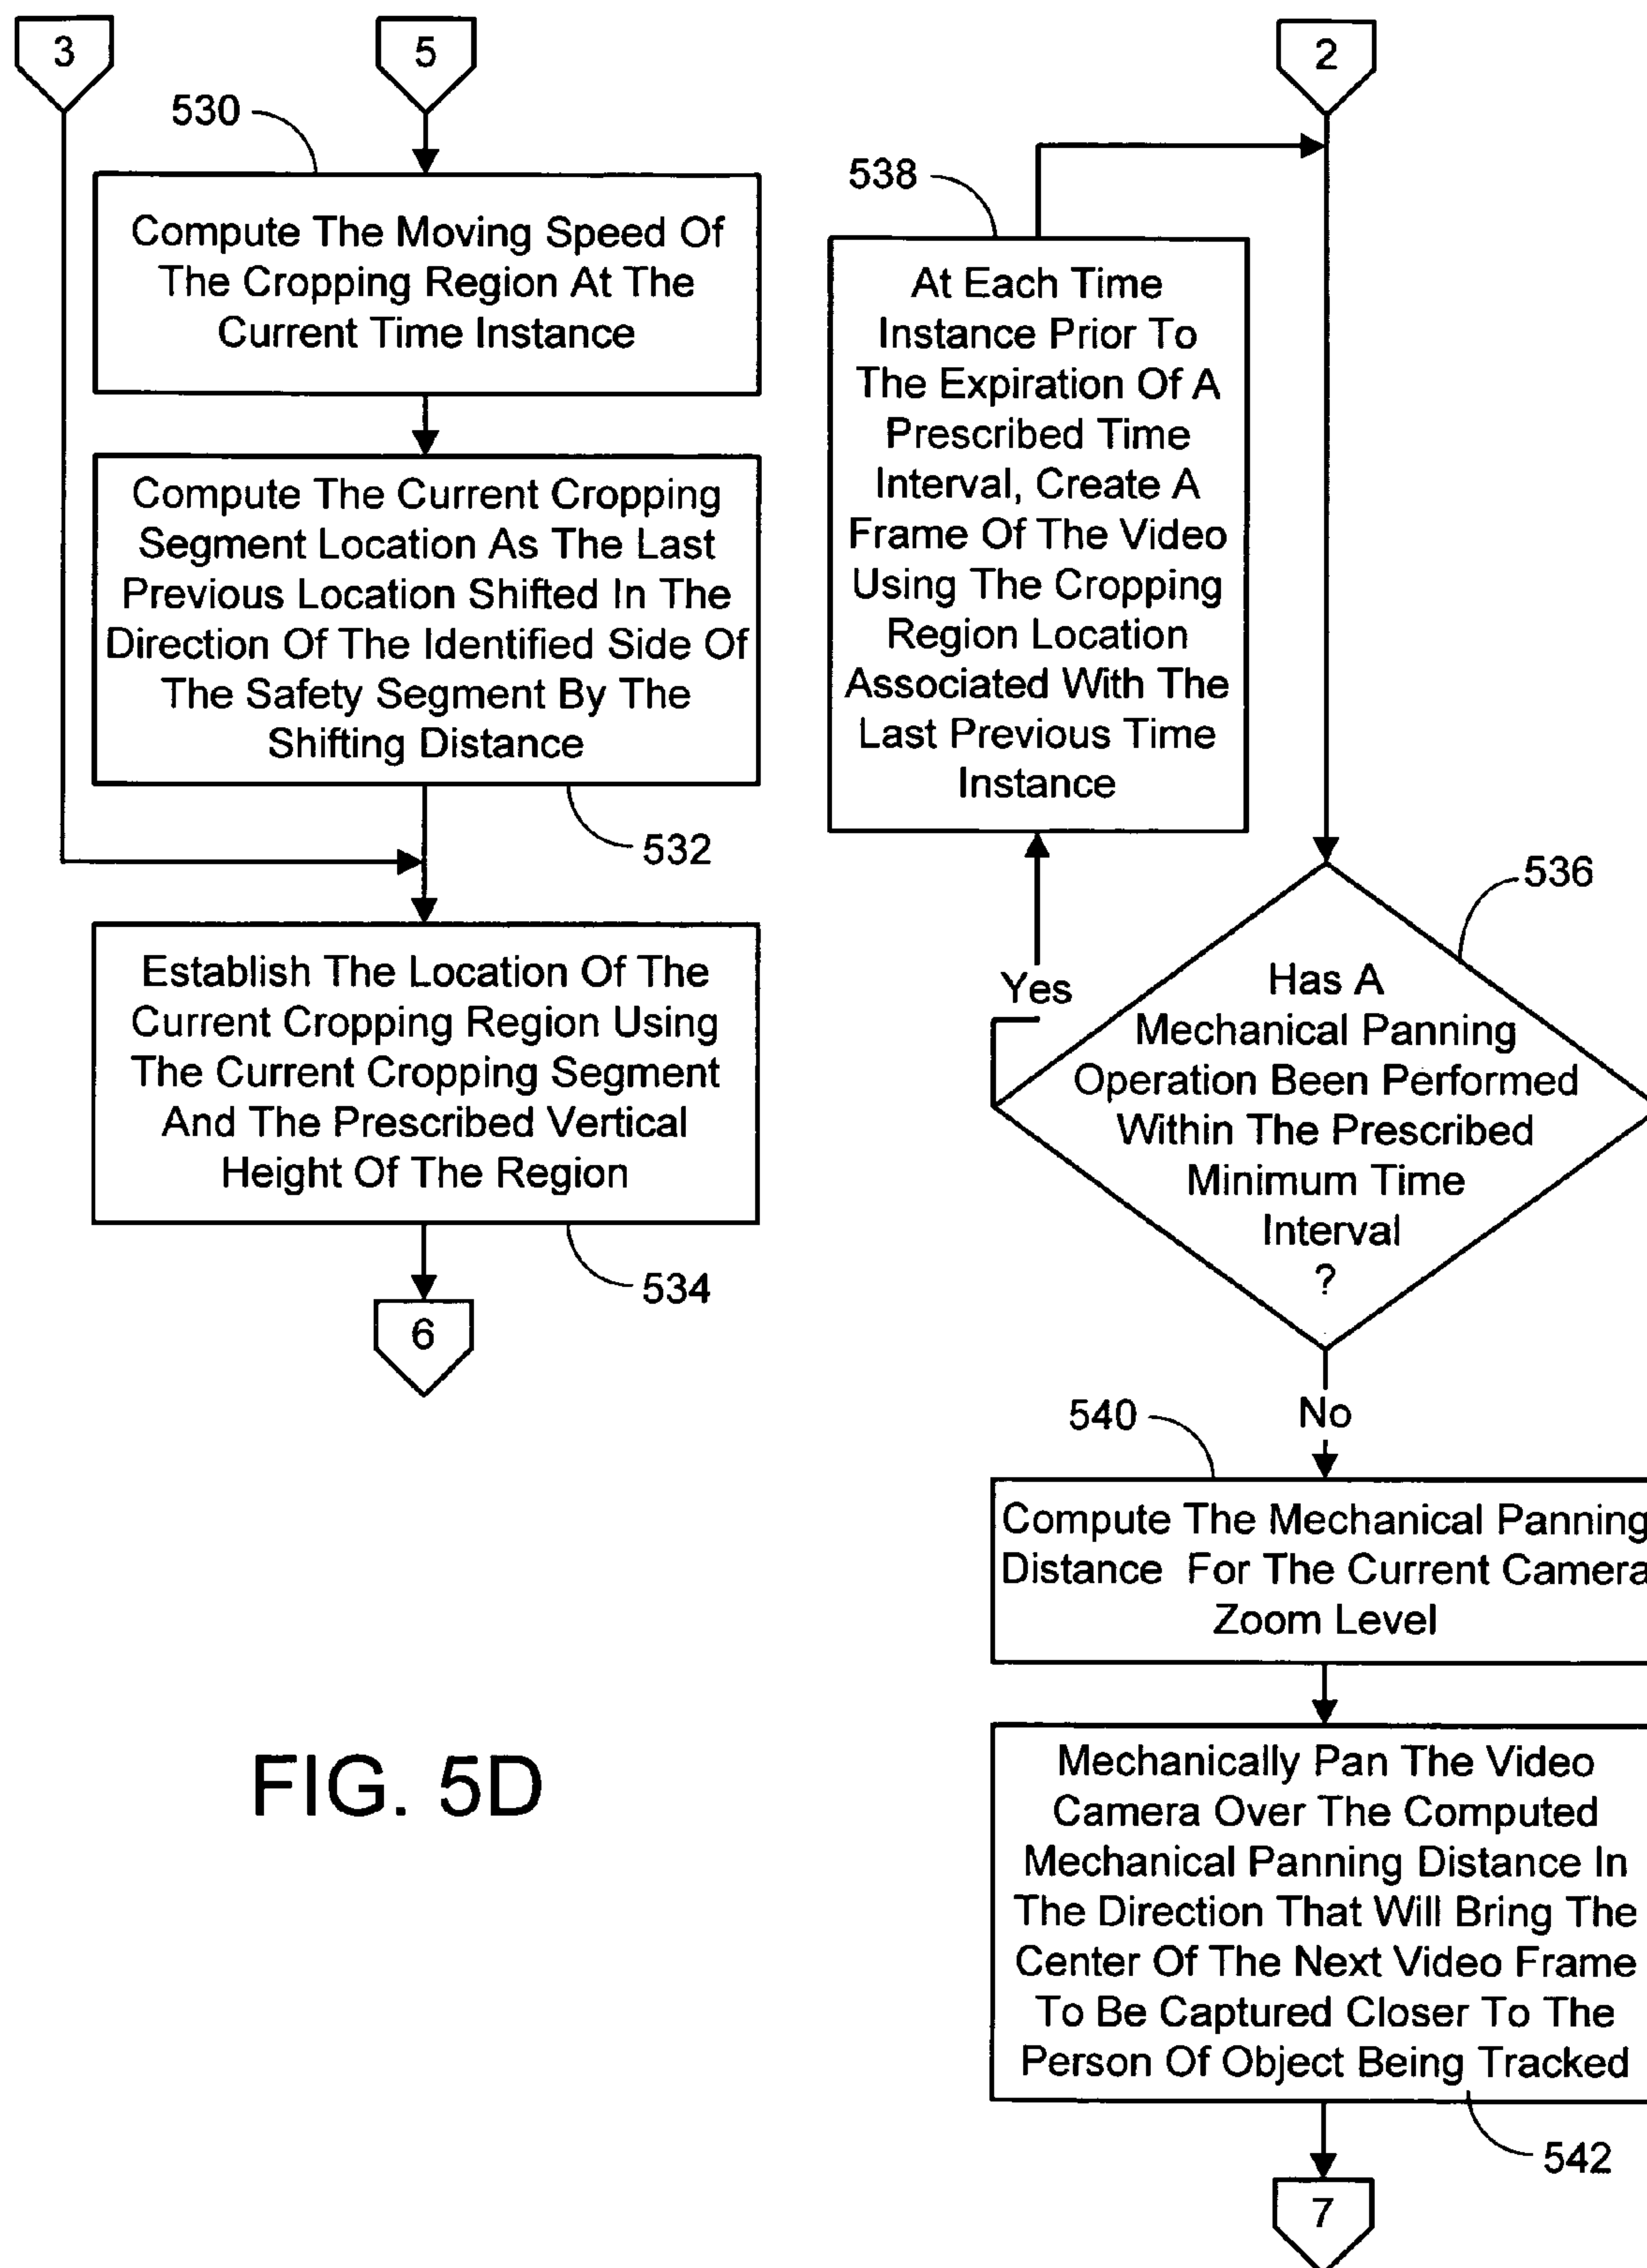 3
5
530
Compute The Moving Speed Of
The Cropping Region At The
Current Time Instance
Compute The Current Cropping
Segment Location As The Last
Previous Location Shifted In The
Direction Of The Identified Side Of
The Safety Segment By The
Shifting Distance
532
Establish The Location Of The
Current Cropping Region Using
The Current Cropping Segment
And The Prescribed Vertical
Height Of The Region
534
6
2
538
At Each Time
Instance Prior To
The Expiration Of A
Prescribed Time
Interval, Create A
Frame Of The Video
Using The Cropping
Region Location
Associated With The
Last Previous Time
Instance
536
Yes
Has A
Mechanical Panning
Operation Been Performed
Within The Prescribed
Minimum Time
Interval
?
No
540
Compute The Mechanical Panning
Distance For The Current Camera
Zoom Level
Mechanically Pan The Video
Camera Over The Computed
Mechanical Panning Distance In
The Direction That Will Bring The
Center Of The Next Video Frame
To Be Captured Closer To The
Person Of Object Being Tracked
542
7
FIG. 5D